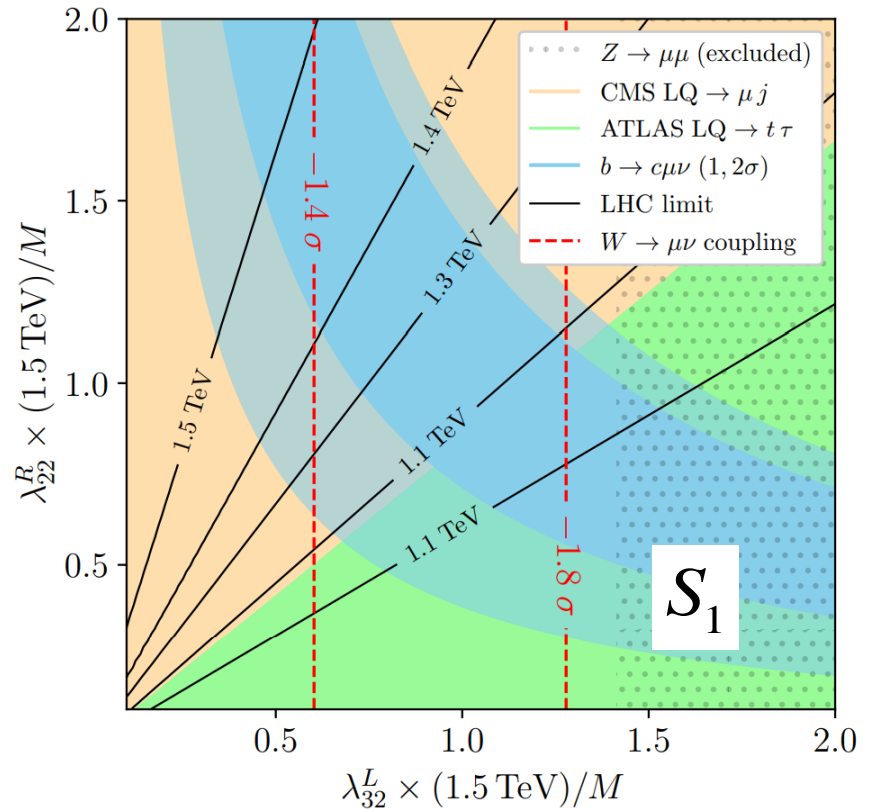 2.0
1.5
1.0
0.5
λ^R_22 × (1.5 TeV)/M
0.5
1.0
1.5
2.0
λ^L_32 × (1.5 TeV)/M
Z → μμ (excluded)
CMS LQ → μ j
ATLAS LQ → t τ
b → cμν (1, 2σ)
LHC limit
W → μν coupling
1.5 TeV
1.4 TeV
1.3 TeV
1.1 TeV
1.1 TeV
−1.4 σ
−1.8 σ
S_1